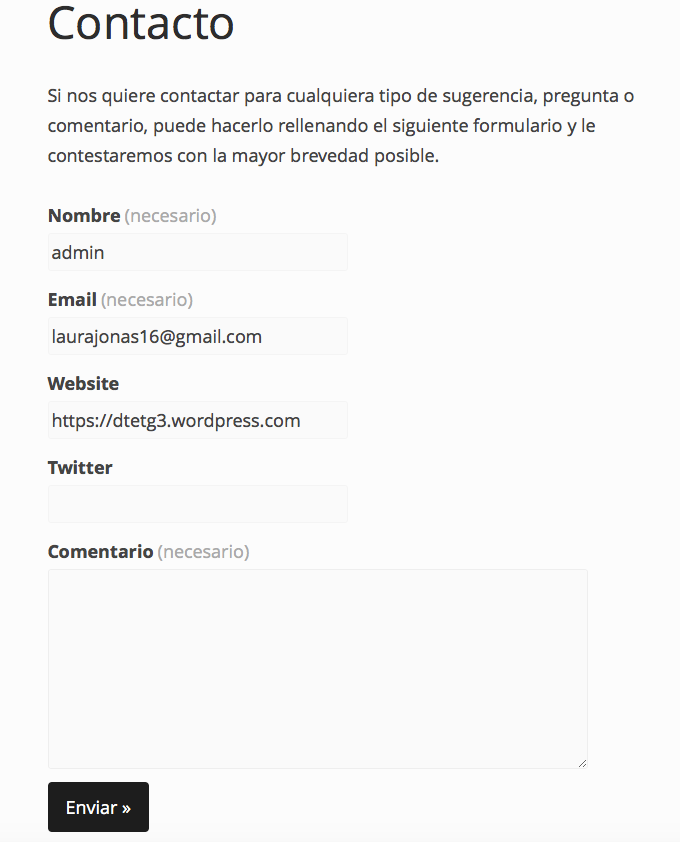 Contacto
Si nos quiere contactar para cualquiera tipo de sugerencia, pregunta o
comentario, puede hacerlo rellenando el siguiente formulario y le
contestaremos con la mayor brevedad posible.
Nombre (necesario)
admin
Email (necesario)
laurajonas16@gmail.com
Website
https://dtetg3.wordpress.com
Twitter
Comentario (necesario)
Enviar »